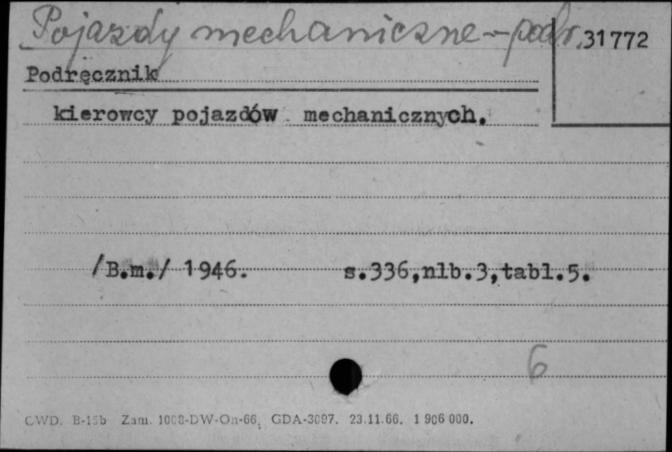 Pojazdy mechaniczne - podr. 31772
Podręcznik
kierowcy pojazdów mechanicznych.
/B.m./ 1946. s.336,nlb.3,tabl.5.
6
CWD. B-15b Zam. 1008-DW-On-66, GDA-3097. 23.11.66. 1 906 000.